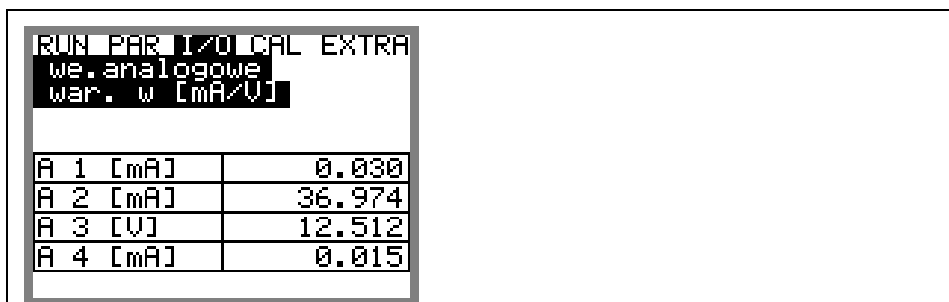 RUN PAR I/O CAL EXTRA
we.analogowe
war. w [mA/V]
A 1 [mA] 0.030
A 2 [mA] 36.974
A 3 [V] 12.512
A 4 [mA] 0.015